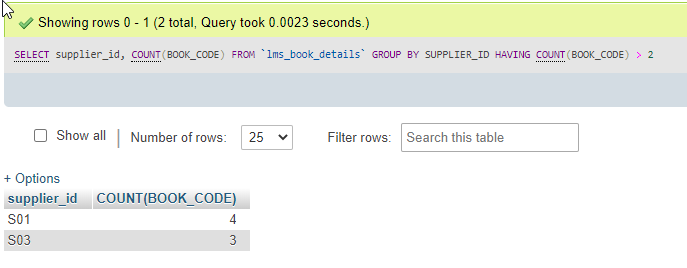 Showing rows 0 - 1 (2 total, Query took 0.0023 seconds.)
SELECT supplier_id, COUNT(BOOK_CODE) FROM `lms_book_details` GROUP BY SUPPLIER_ID HAVING COUNT(BOOK_CODE) > 2
Show all | Number of rows: 25 Filter rows: Search this table
+ Options
supplier_id COUNT(BOOK_CODE)
S01 4
S03 3